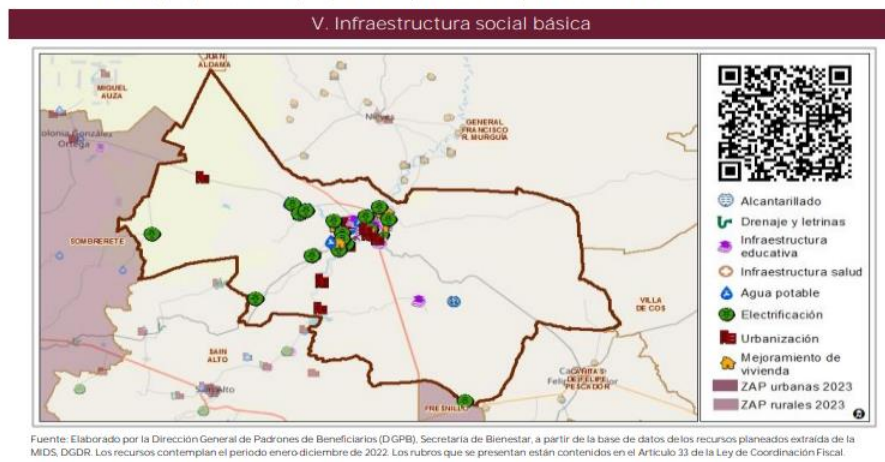 V. Infraestructura social básica
JUAN
ALDAMA
MIGUEL
AUZA
Colonia González
Ortega
Nieves
GENERAL
FRANCISCO
R. MURGUÍA
SOMBRERETE
SAIN
ALTO
VILLA
DE COS
DE FELIPE
PESCADOR
FRESNILLO
Alcantarillado
Drenaje y letrinas
Infraestructura
educativa
Infraestructura salud
Agua potable
Electrificación
Urbanización
Mejoramiento de
vivienda
ZAP urbanas 2023
ZAP rurales 2023
Fuente: Elaborado por la Dirección General de Padrones de Beneficiarios (DGPB), Secretaría de Bienestar, a partir de la base de datos de los recursos planeados extraída de la
MIDS, DGDR. Los recursos contemplan el periodo enero-diciembre de 2022. Los rubros que se presentan están contenidos en el Artículo 33 de la Ley de Coordinación Fiscal.